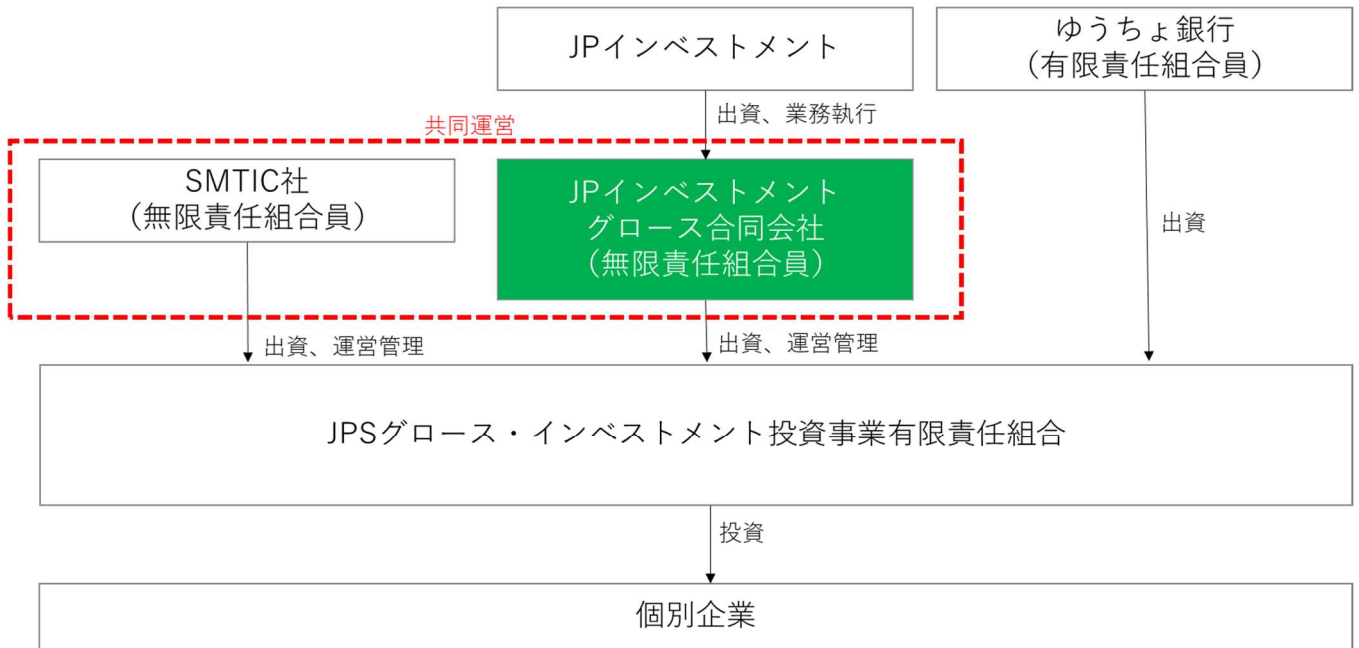 JPインベストメント
ゆうちょ銀行
（有限責任組合員）
出資、業務執行
共同運営
SMTIC社
（無限責任組合員）
JPインベストメント
グロース合同会社
（無限責任組合員）
出資
出資、運営管理
出資、運営管理
JPSグロース・インベストメント投資事業有限責任組合
投資
個別企業